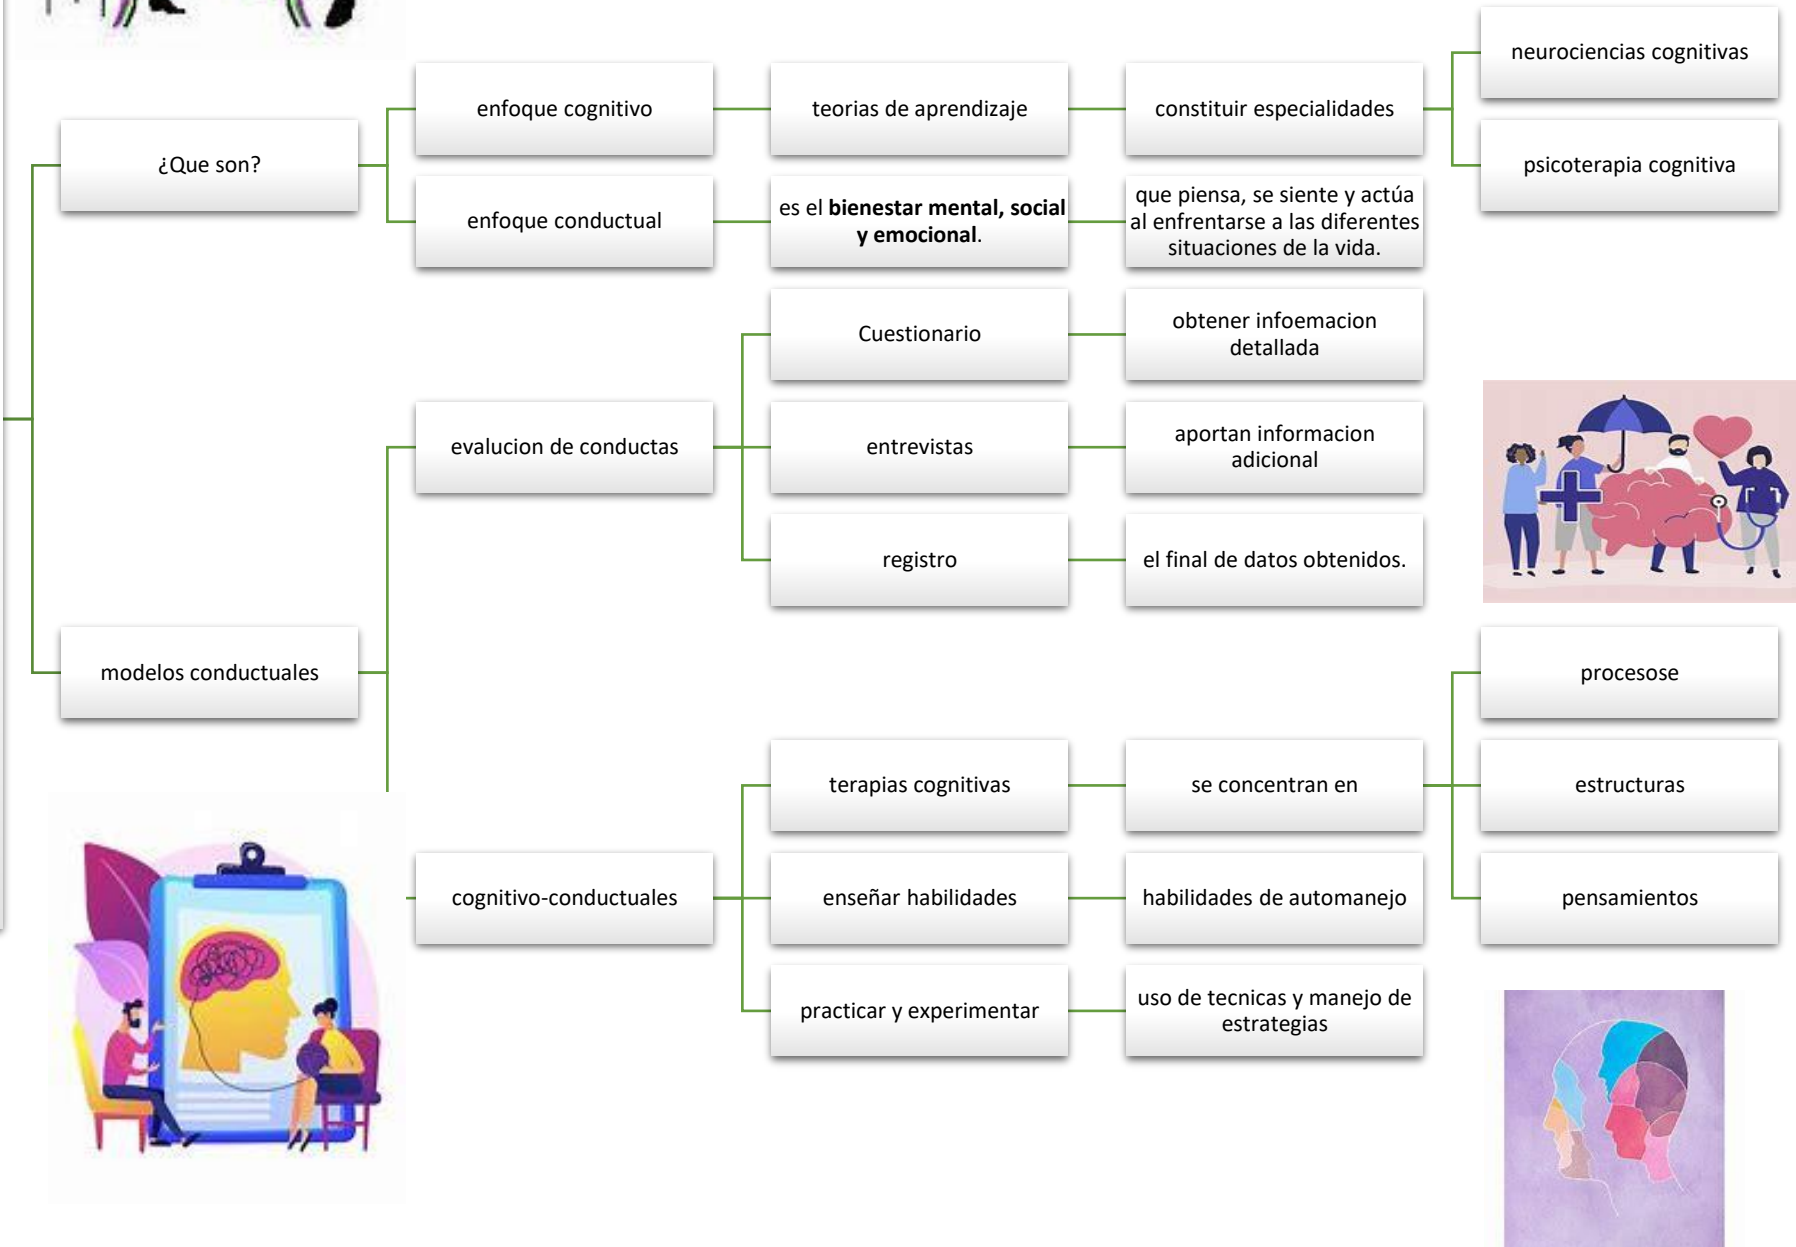 ¿Que son?
enfoque cognitivo
teorias de aprendizaje
constituir especialidades
neurociencias cognitivas
psicoterapia cognitiva
enfoque conductual
es el bienestar mental, social
y emocional.
que piensa, se siente y actúa
al enfrentarse a las diferentes
situaciones de la vida.
modelos conductuales
evalucion de conductas
Cuestionario
obtener infoemacion
detallada
entrevistas
aportan informacion
adicional
registro
el final de datos obtenidos.
cognitivo-conductuales
terapias cognitivas
se concentran en
procesose
estructuras
pensamientos
enseñar habilidades
habilidades de automanejo
practicar y experimentar
uso de tecnicas y manejo de
estrategias